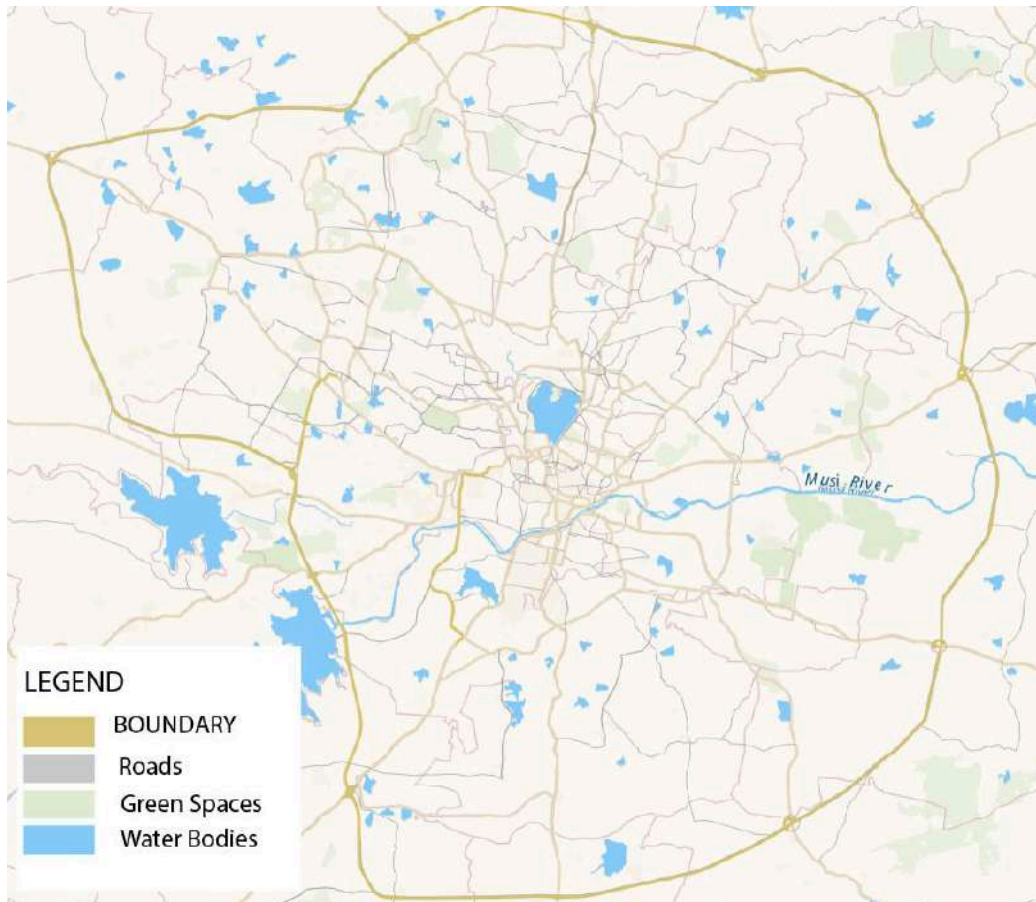 Musi River
LEGEND
BOUNDARY
Roads
Green Spaces
Water Bodies